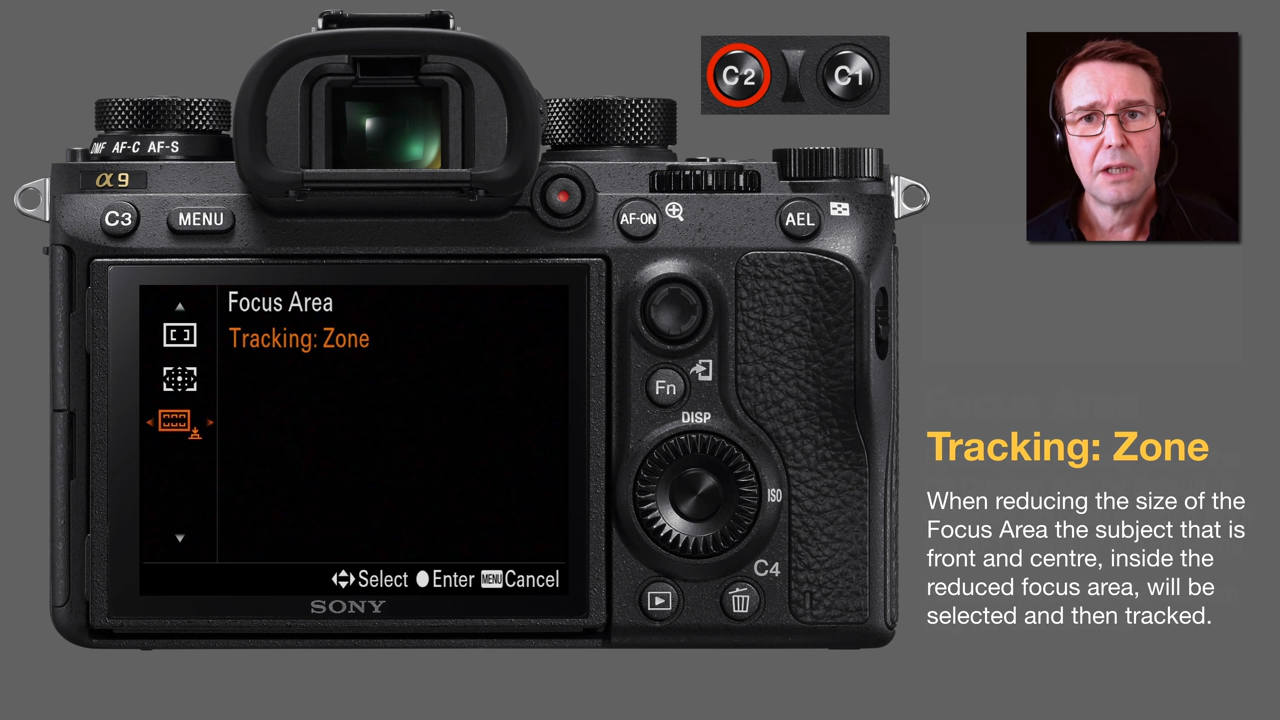 C2
C1
DMF AF-C AF-S
α9
C3
MENU
AF-ON
AEL
Focus Area
Tracking: Zone
Fn
DISP
ISO
C4
Select Enter MENU Cancel
SONY
Tracking: Zone
When reducing the size of the
Focus Area the subject that is
front and centre, inside the
reduced focus area, will be
selected and then tracked.